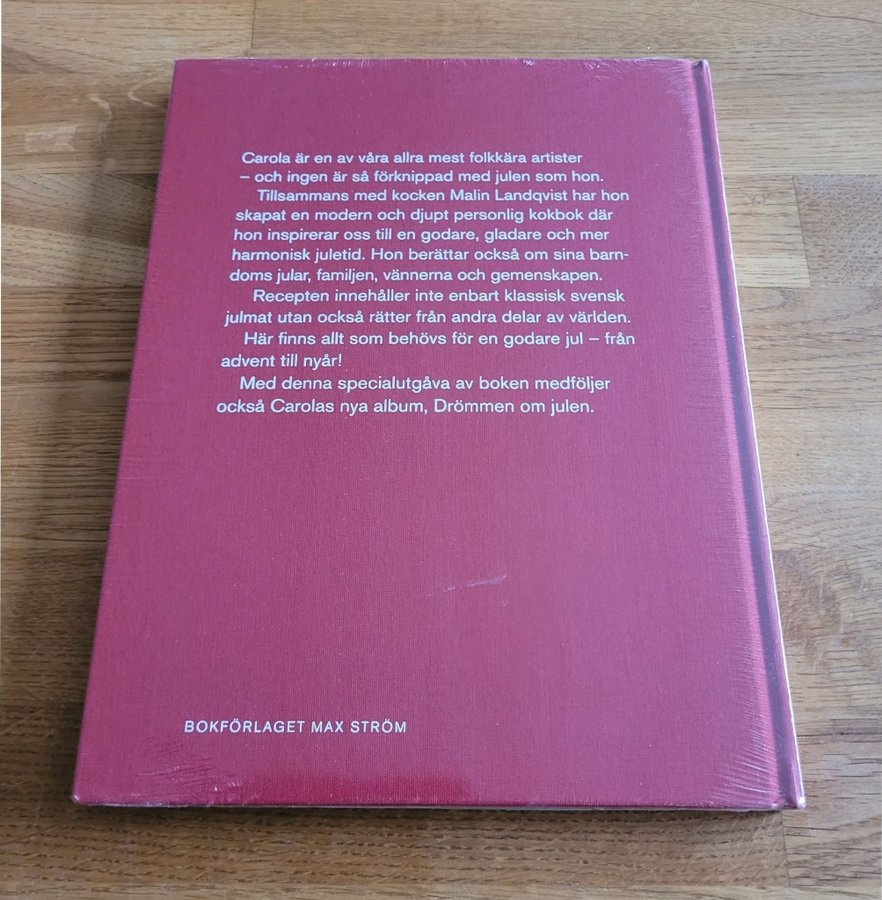 Carola är en av våra allra mest folkkära artister
– och ingen är så förknippad med julen som hon.
Tillsammans med kocken Malin Landqvist har hon
skapat en modern och djupt personlig kokbok där
hon inspirerar oss till en godare, gladare och mer
harmonisk juletid. Hon berättar också om sina barn-
doms jular, familjen, vännerna och gemenskapen.
Recepten innehåller inte enbart klassisk svensk
julmat utan också rätter från andra delar av världen.
Här finns allt som behövs för en godare jul – från
advent till nyår!
Med denna specialutgåva av boken medföljer
också Carolas nya album, Drömmen om julen.
BOKFÖRLAGET MAX STRÖM